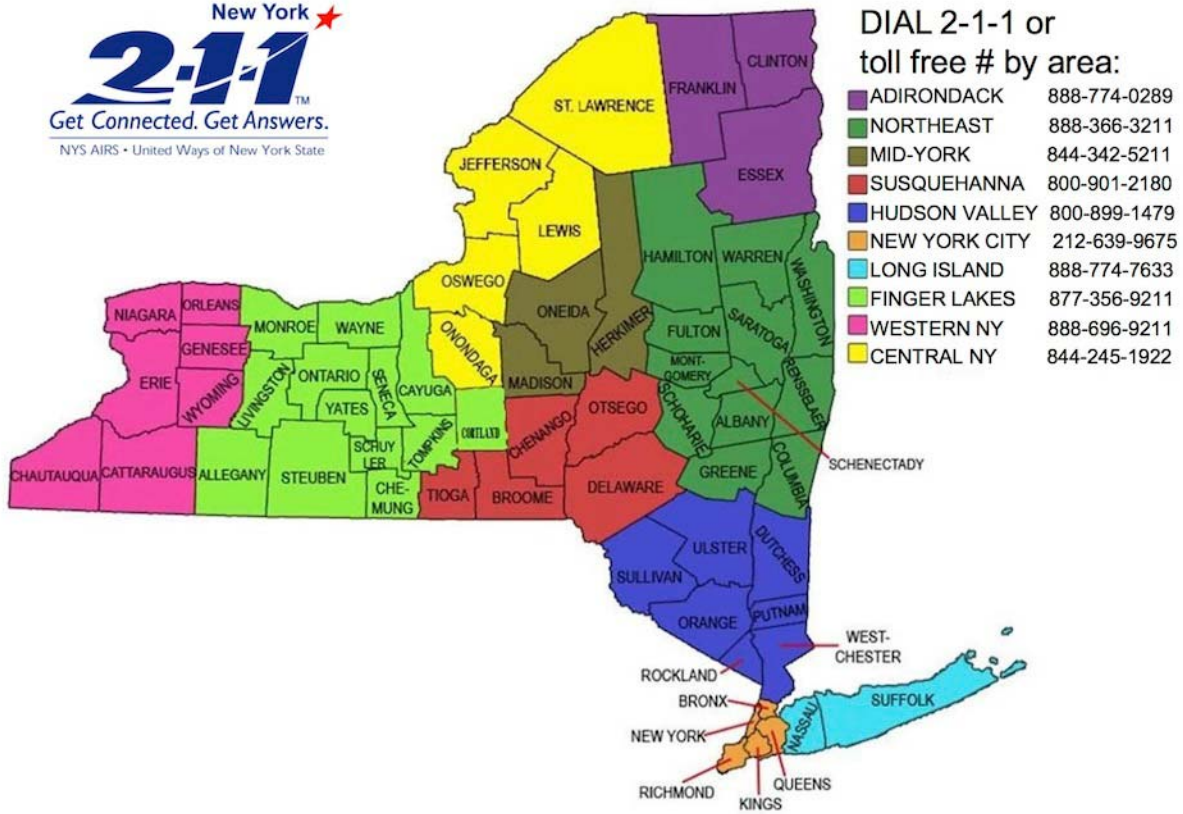 New York
2-1-1 TM
Get Connected. Get Answers.
NYS AIRS • United Ways of New York State
DIAL 2-1-1 or
toll free # by area:
ADIRONDACK 888-774-0289
NORTHEAST 888-366-3211
MID-YORK 844-342-5211
SUSQUEHANNA 800-901-2180
HUDSON VALLEY 800-899-1479
NEW YORK CITY 212-639-9675
LONG ISLAND 888-774-7633
FINGER LAKES 877-356-9211
WESTERN NY 888-696-9211
CENTRAL NY 844-245-1922
CLINTON
FRANKLIN
ST. LAWRENCE
ESSEX
JEFFERSON
LEWIS
HAMILTON
WARREN
WASHINGTON
OSWEGO
ONEIDA
HERKIMER
NIAGARA
ORLEANS
MONROE
WAYNE
ONONDAGA
FULTON
SARATOGA
GENESEE
MONT-
GOMERY
RENSSELAER
ERIE
WYOMING
LIVINGSTON
ONTARIO
SENECA
CAYUGA
MADISON
YATES
CORTLAND
CHENANGO
OTSEGO
SCHOHARIE
ALBANY
SCHENECTADY
CHAUTAUQUA
CATTARAUGUS
ALLEGANY
STEUBEN
SCHUY
LER
TOMPKINS
CHE-
MUNG
TIOGA
BROOME
DELAWARE
GREENE
COLUMBIA
ULSTER
DUTCHESS
SULLIVAN
ORANGE
PUTNAM
WEST-
CHESTER
ROCKLAND
BRONX
NEW YORK
NASSAU
SUFFOLK
RICHMOND
QUEENS
KINGS